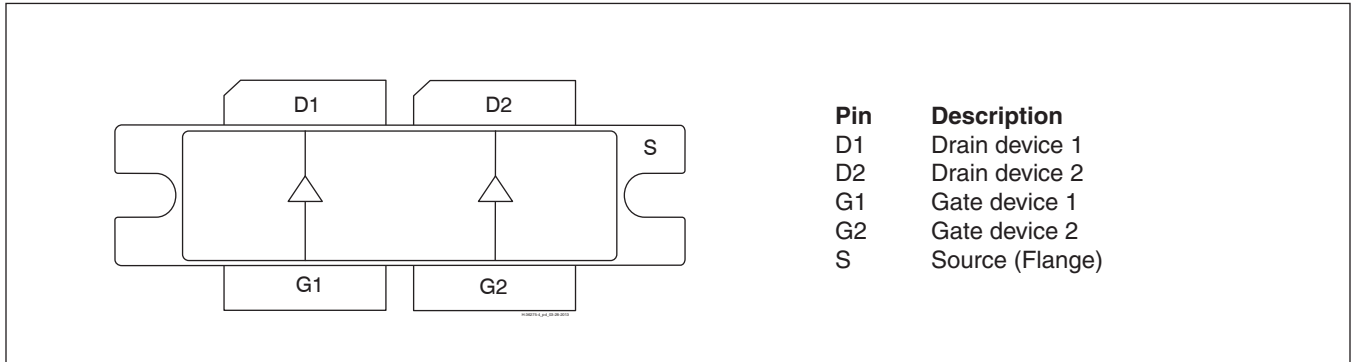 D1 D2
S
G1 G2
Pin Description
D1 Drain device 1
D2 Drain device 2
G1 Gate device 1
G2 Gate device 2
S Source (Flange)